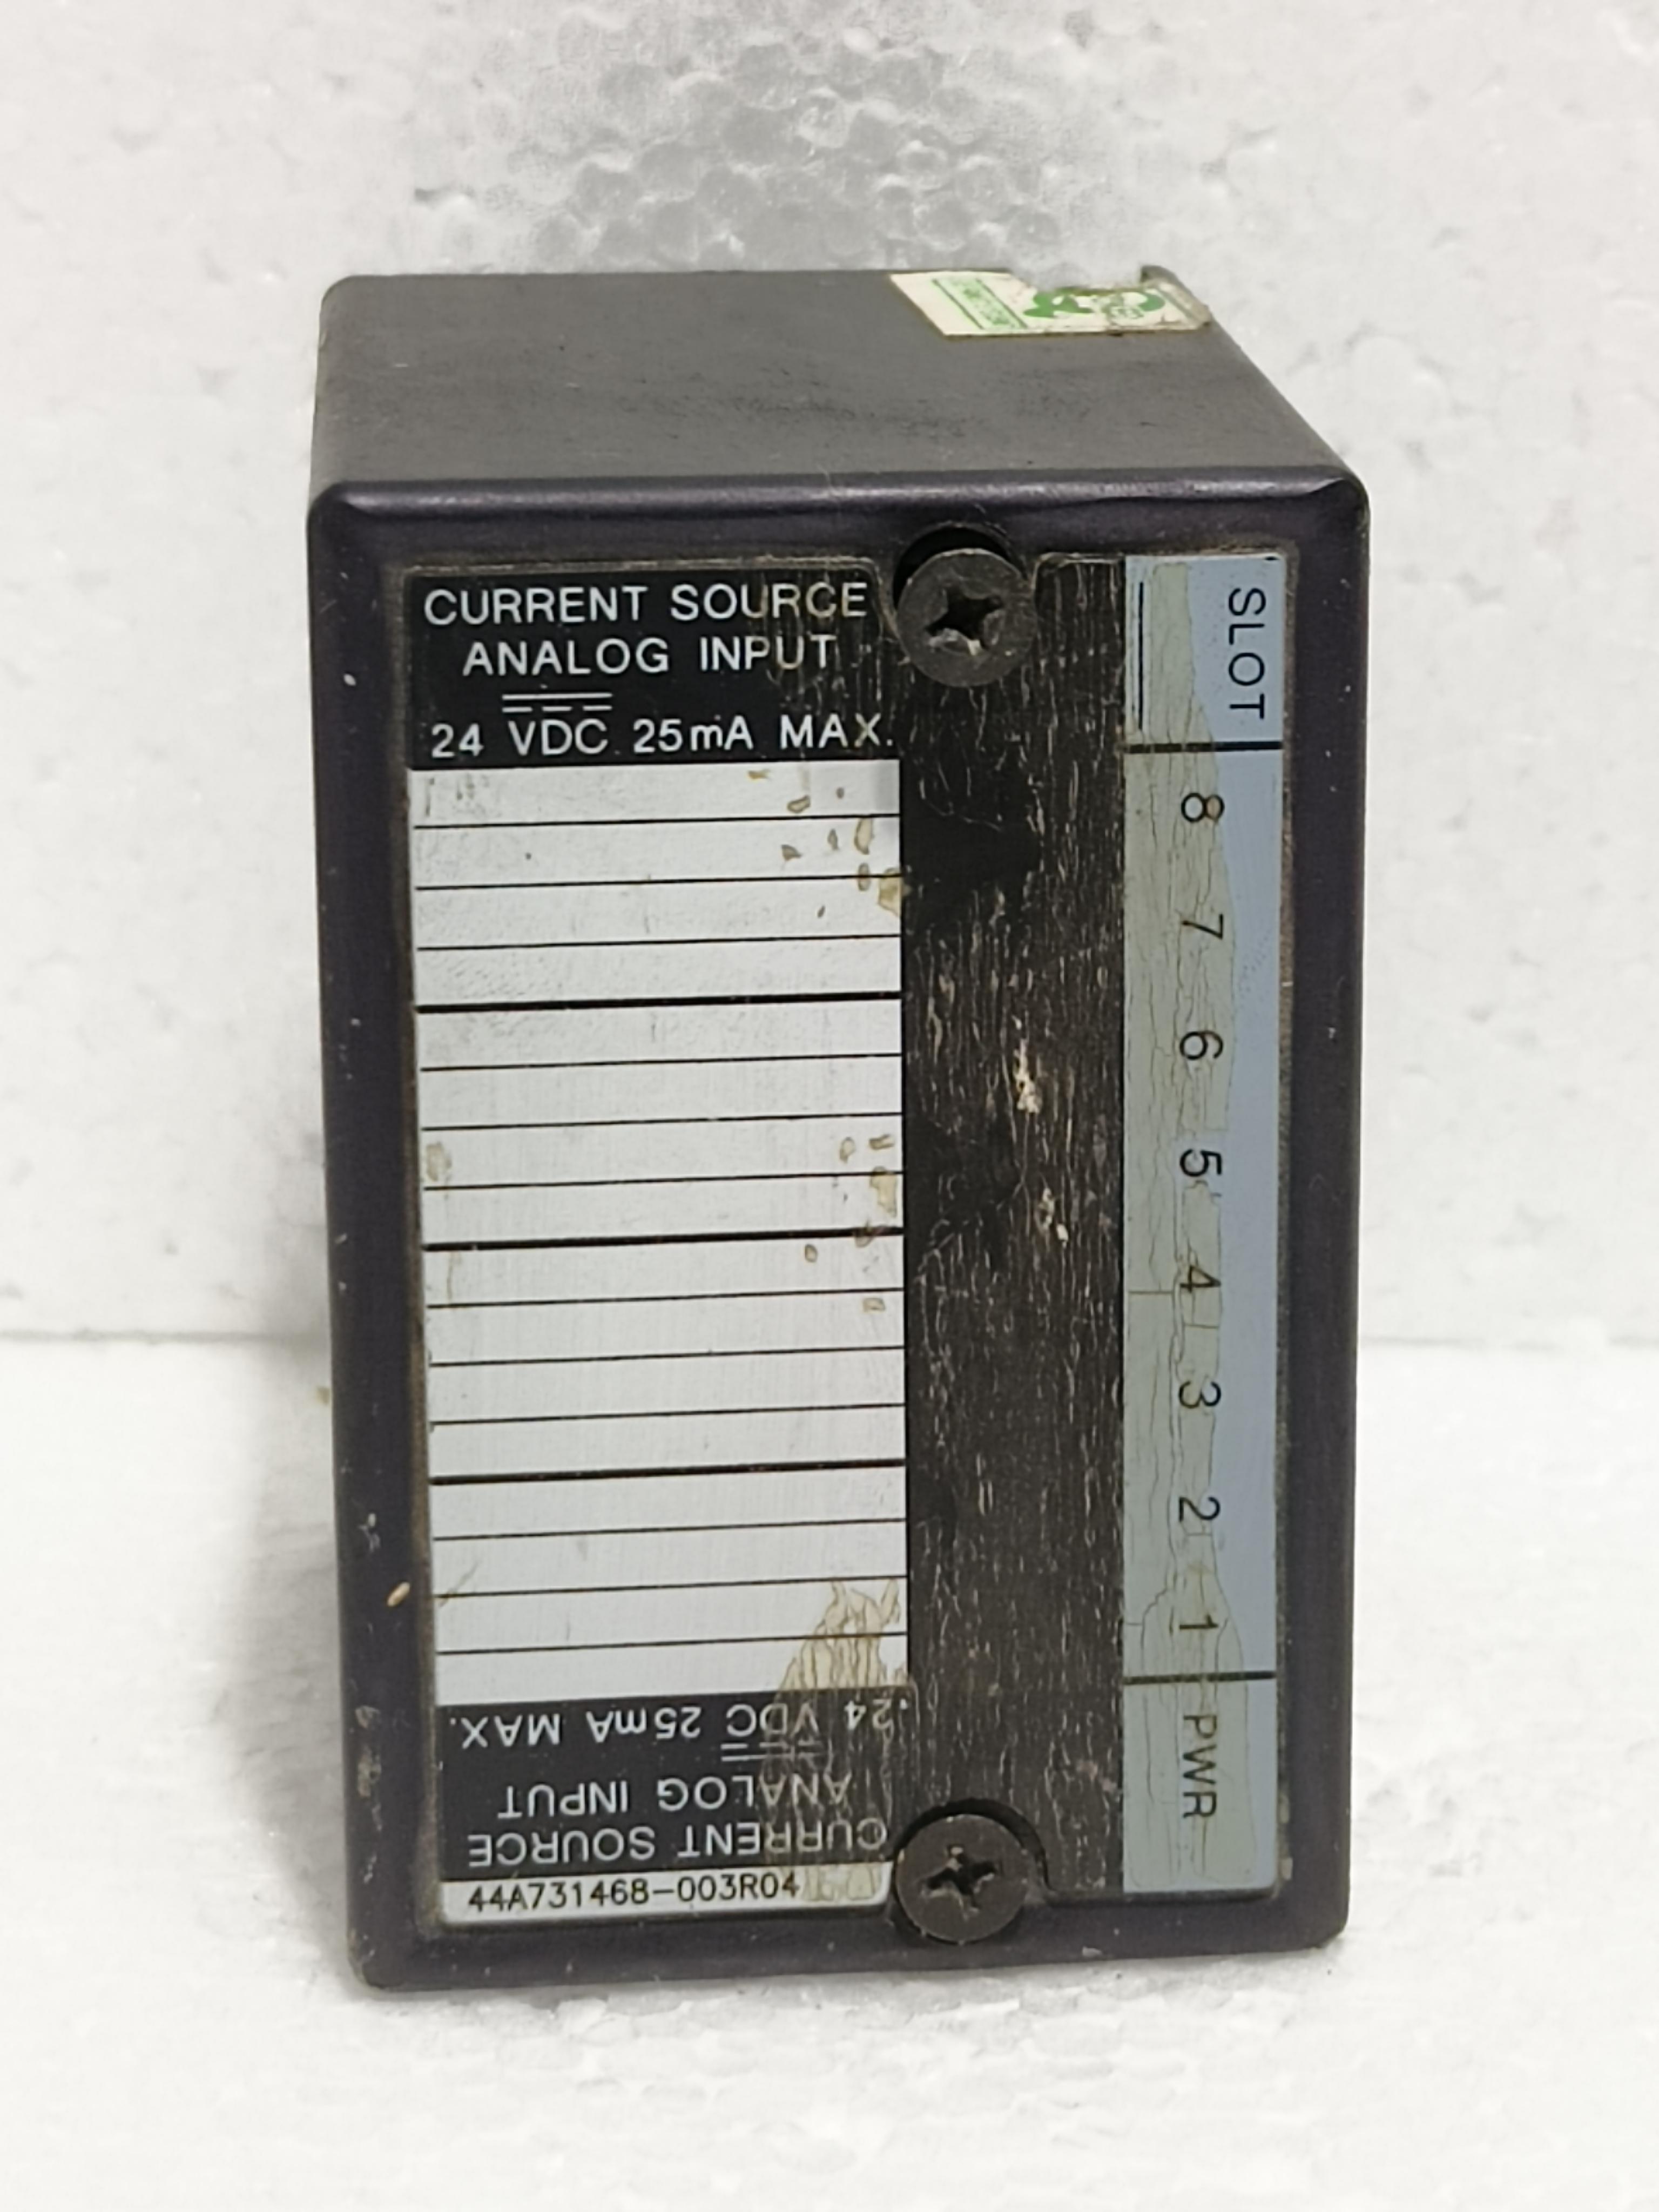 CURRENT SOURCE
ANALOG INPUT
24 VDC 25mA MAX.
SLOT
8
7
6
5
4
3
2
1
PWR
CURRENT SOURCE
ANALOG INPUT
24 VDC 25mA MAX.
44A731468-003R04